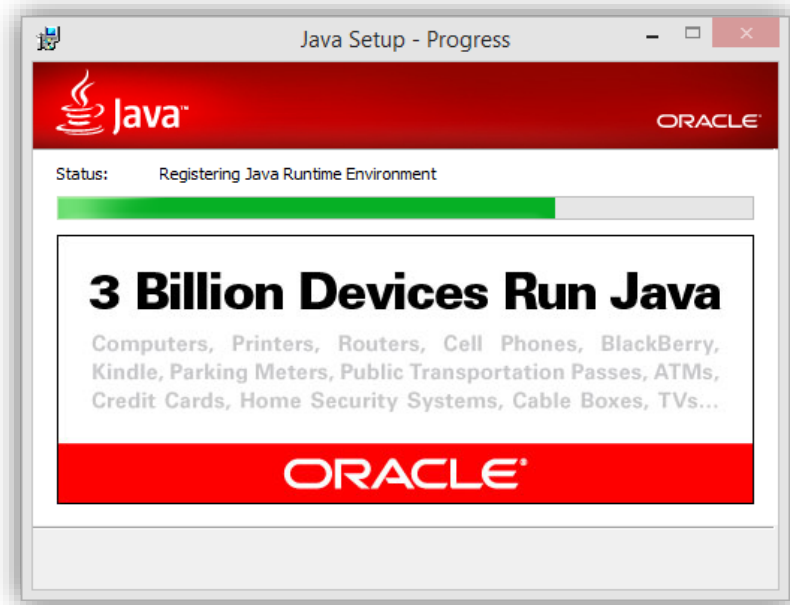 Java Setup - Progress
Java™
ORACLE®
Status: Registering Java Runtime Environment
3 Billion Devices Run Java
Computers, Printers, Routers, Cell Phones, BlackBerry,
Kindle, Parking Meters, Public Transportation Passes, ATMs,
Credit Cards, Home Security Systems, Cable Boxes, TVs...
ORACLE®